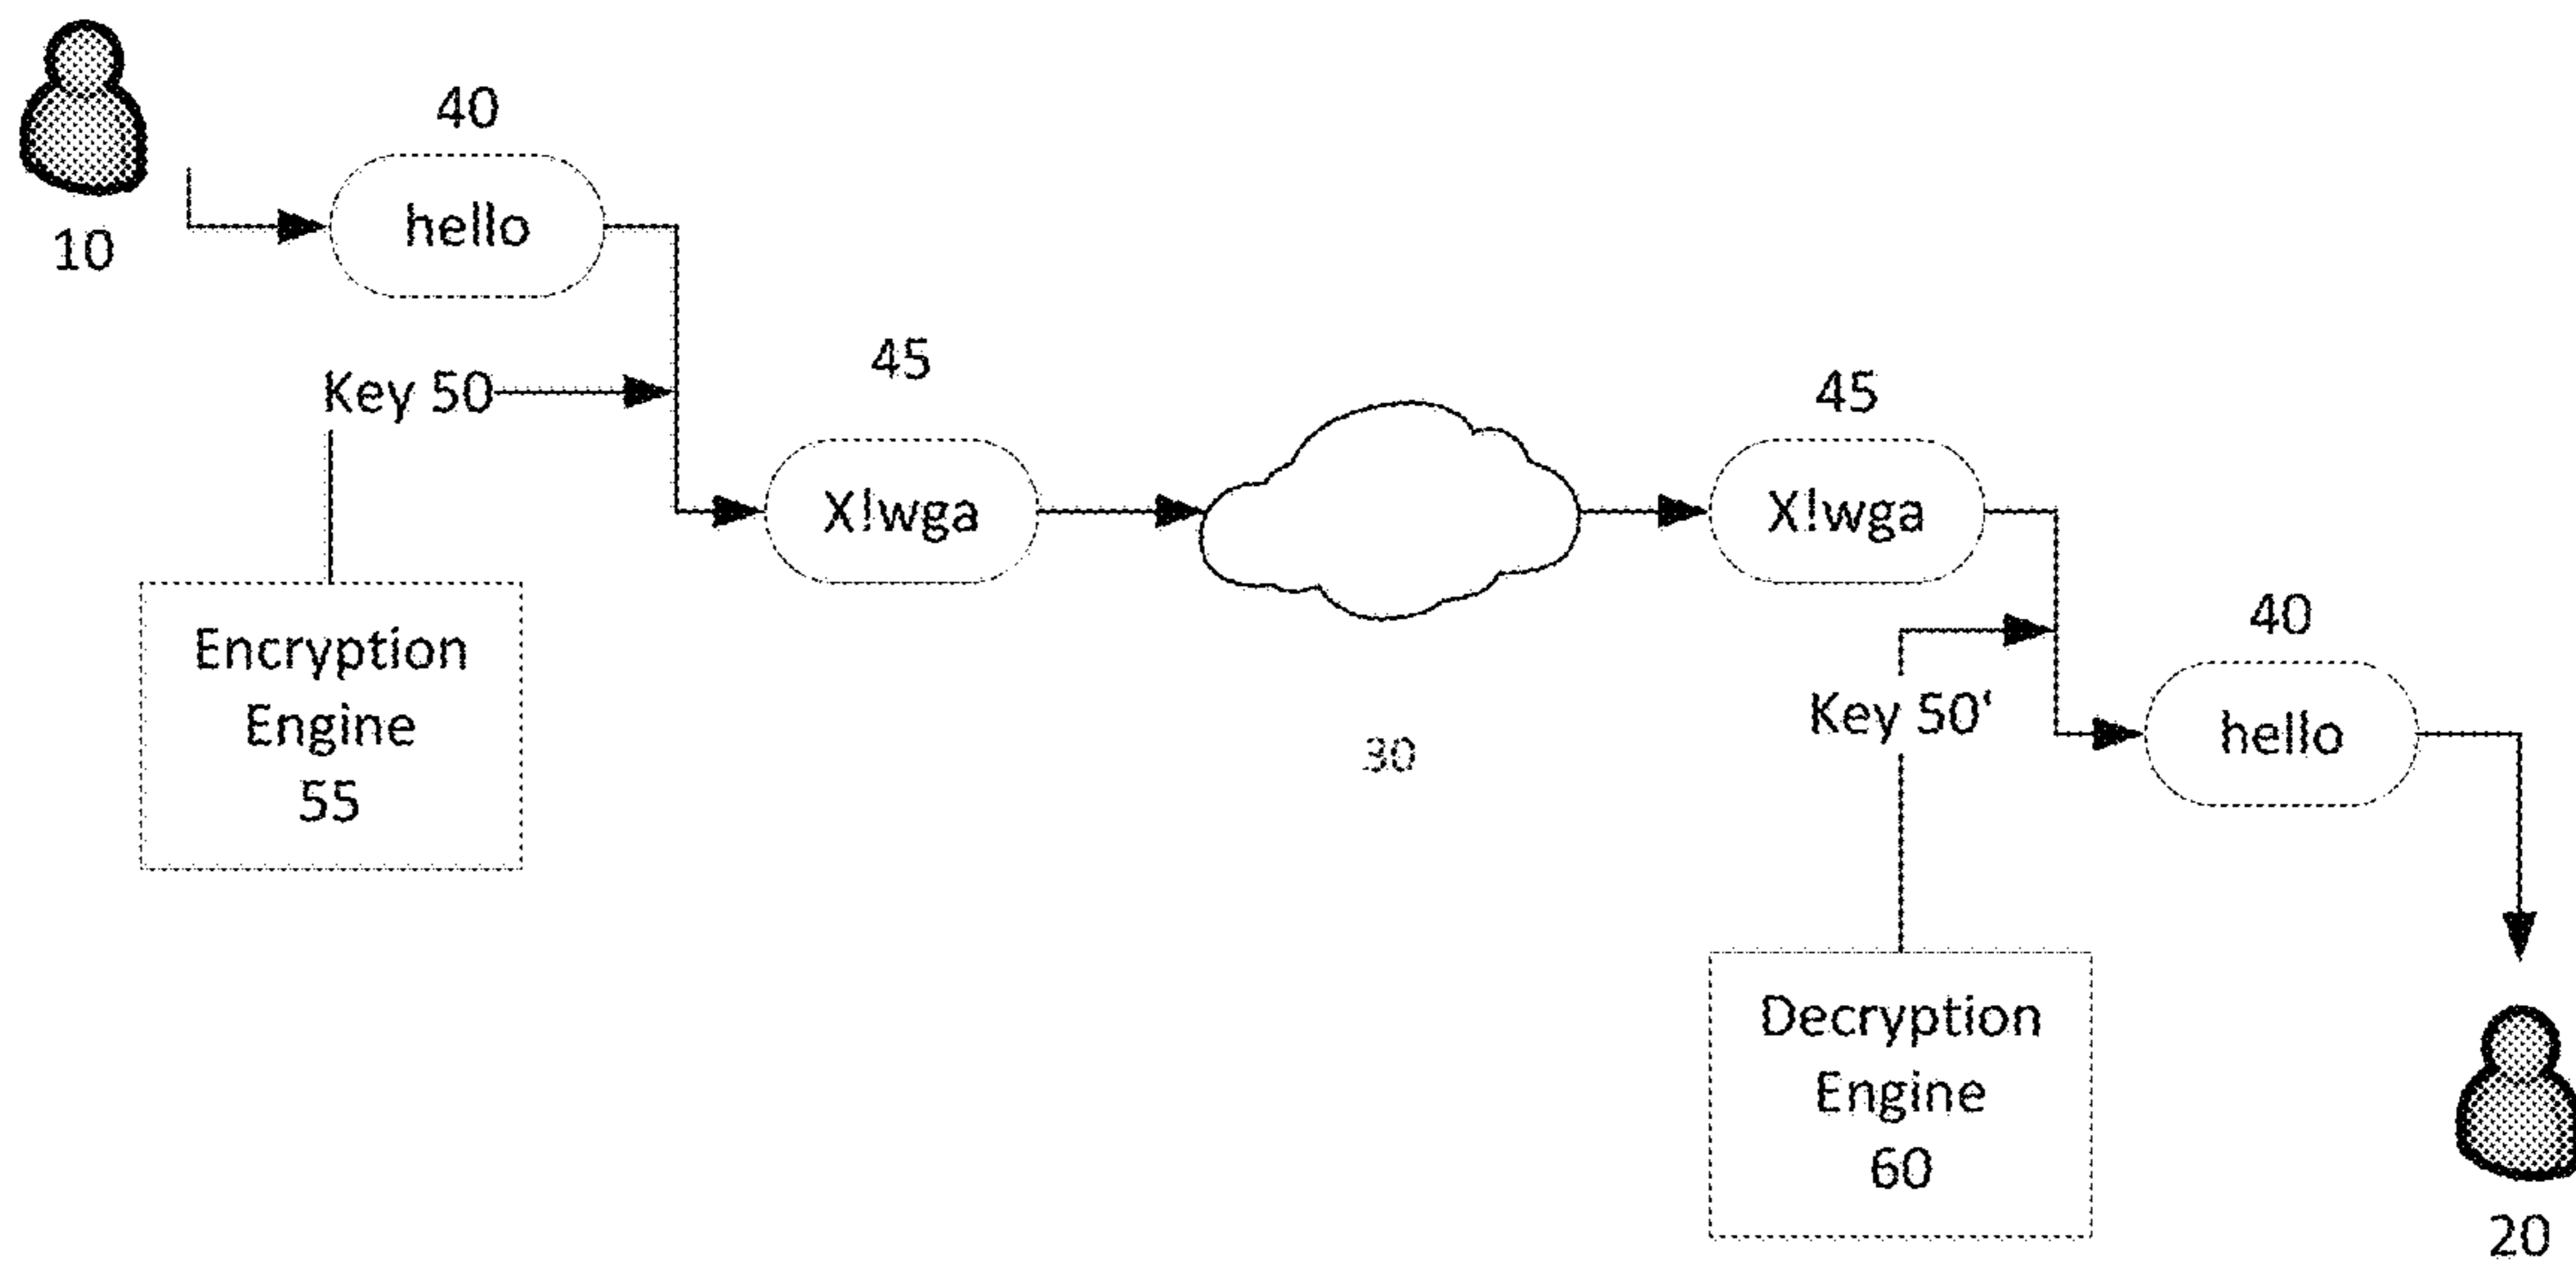 40
hello
10
Key 50
45
X!wga
Encryption
Engine
55
30
45
X!wga
Key 50‘
40
hello
Decryption
Engine
60
20